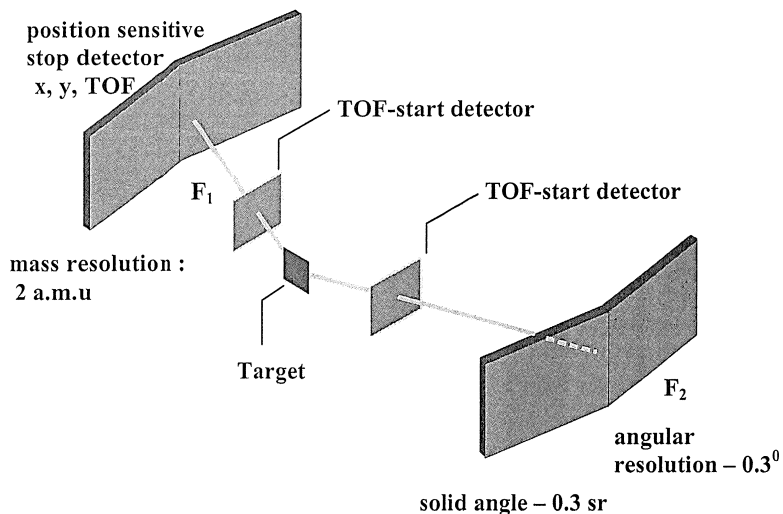 position sensitive
stop detector
x, y, TOF
TOF-start detector
TOF-start detector
F₁
mass resolution :
2 a.m.u
Target
F₂
angular
resolution – 0.3⁰
solid angle – 0.3 sr